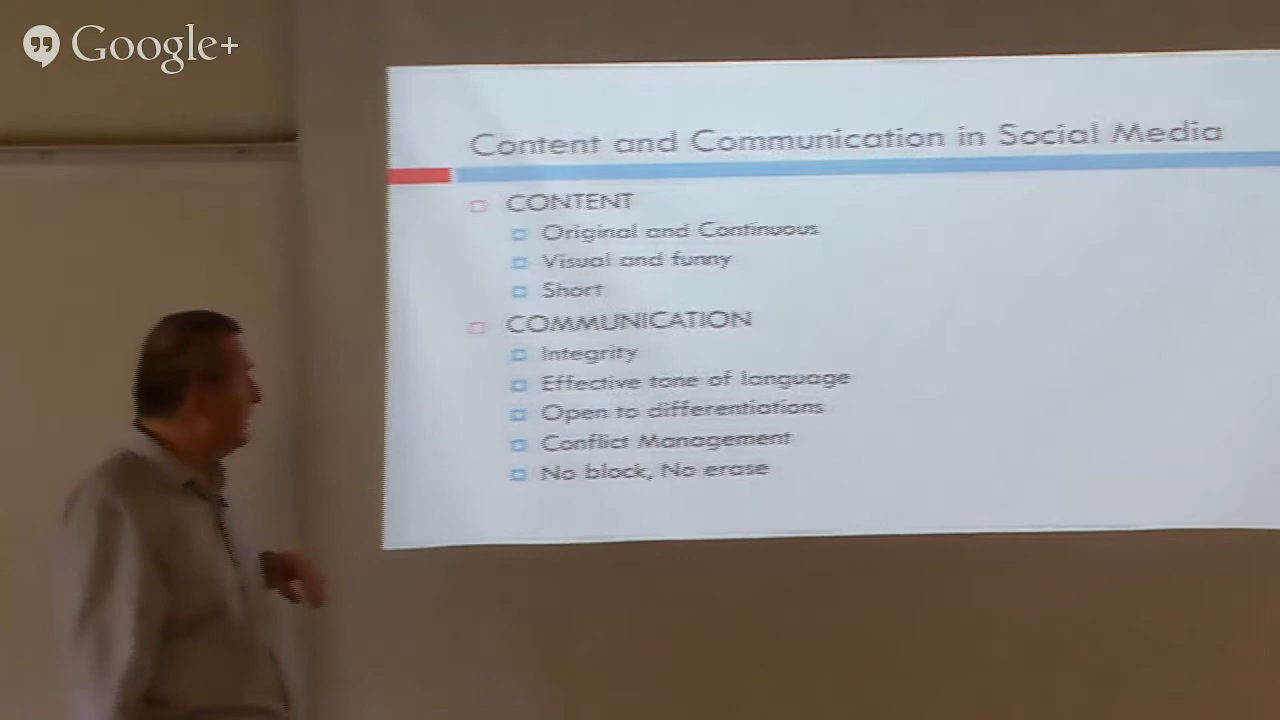 Google+
Content and Communication in Social Media
CONTENT
Original and Continuous
Visual and funny
Short
COMMUNICATION
Integrity
Effective tone of language
Open to differentiations
Conflict Management
No block, No erase